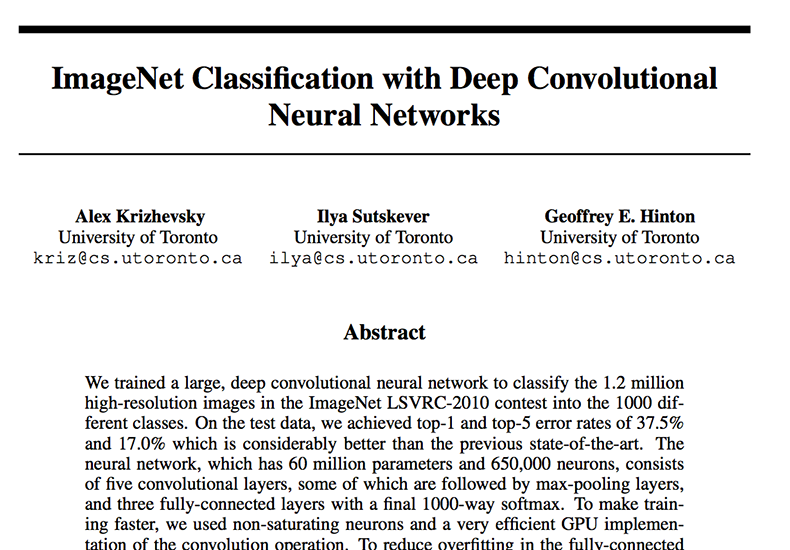 ImageNet Classification with Deep Convolutional
Neural Networks
Alex Krizhevsky
University of Toronto
kriz@cs.utoronto.ca
Ilya Sutskever
University of Toronto
ilya@cs.utoronto.ca
Geoffrey E. Hinton
University of Toronto
hinton@cs.utoronto.ca
Abstract
We trained a large, deep convolutional neural network to classify the 1.2 million
high-resolution images in the ImageNet LSVRC-2010 contest into the 1000 dif-
ferent classes. On the test data, we achieved top-1 and top-5 error rates of 37.5%
and 17.0% which is considerably better than the previous state-of-the-art. The
neural network, which has 60 million parameters and 650,000 neurons, consists
of five convolutional layers, some of which are followed by max-pooling layers,
and three fully-connected layers with a final 1000-way softmax. To make train-
ing faster, we used non-saturating neurons and a very efficient GPU implemen-
tation of the convolution operation. To reduce overfitting in the fully-connected